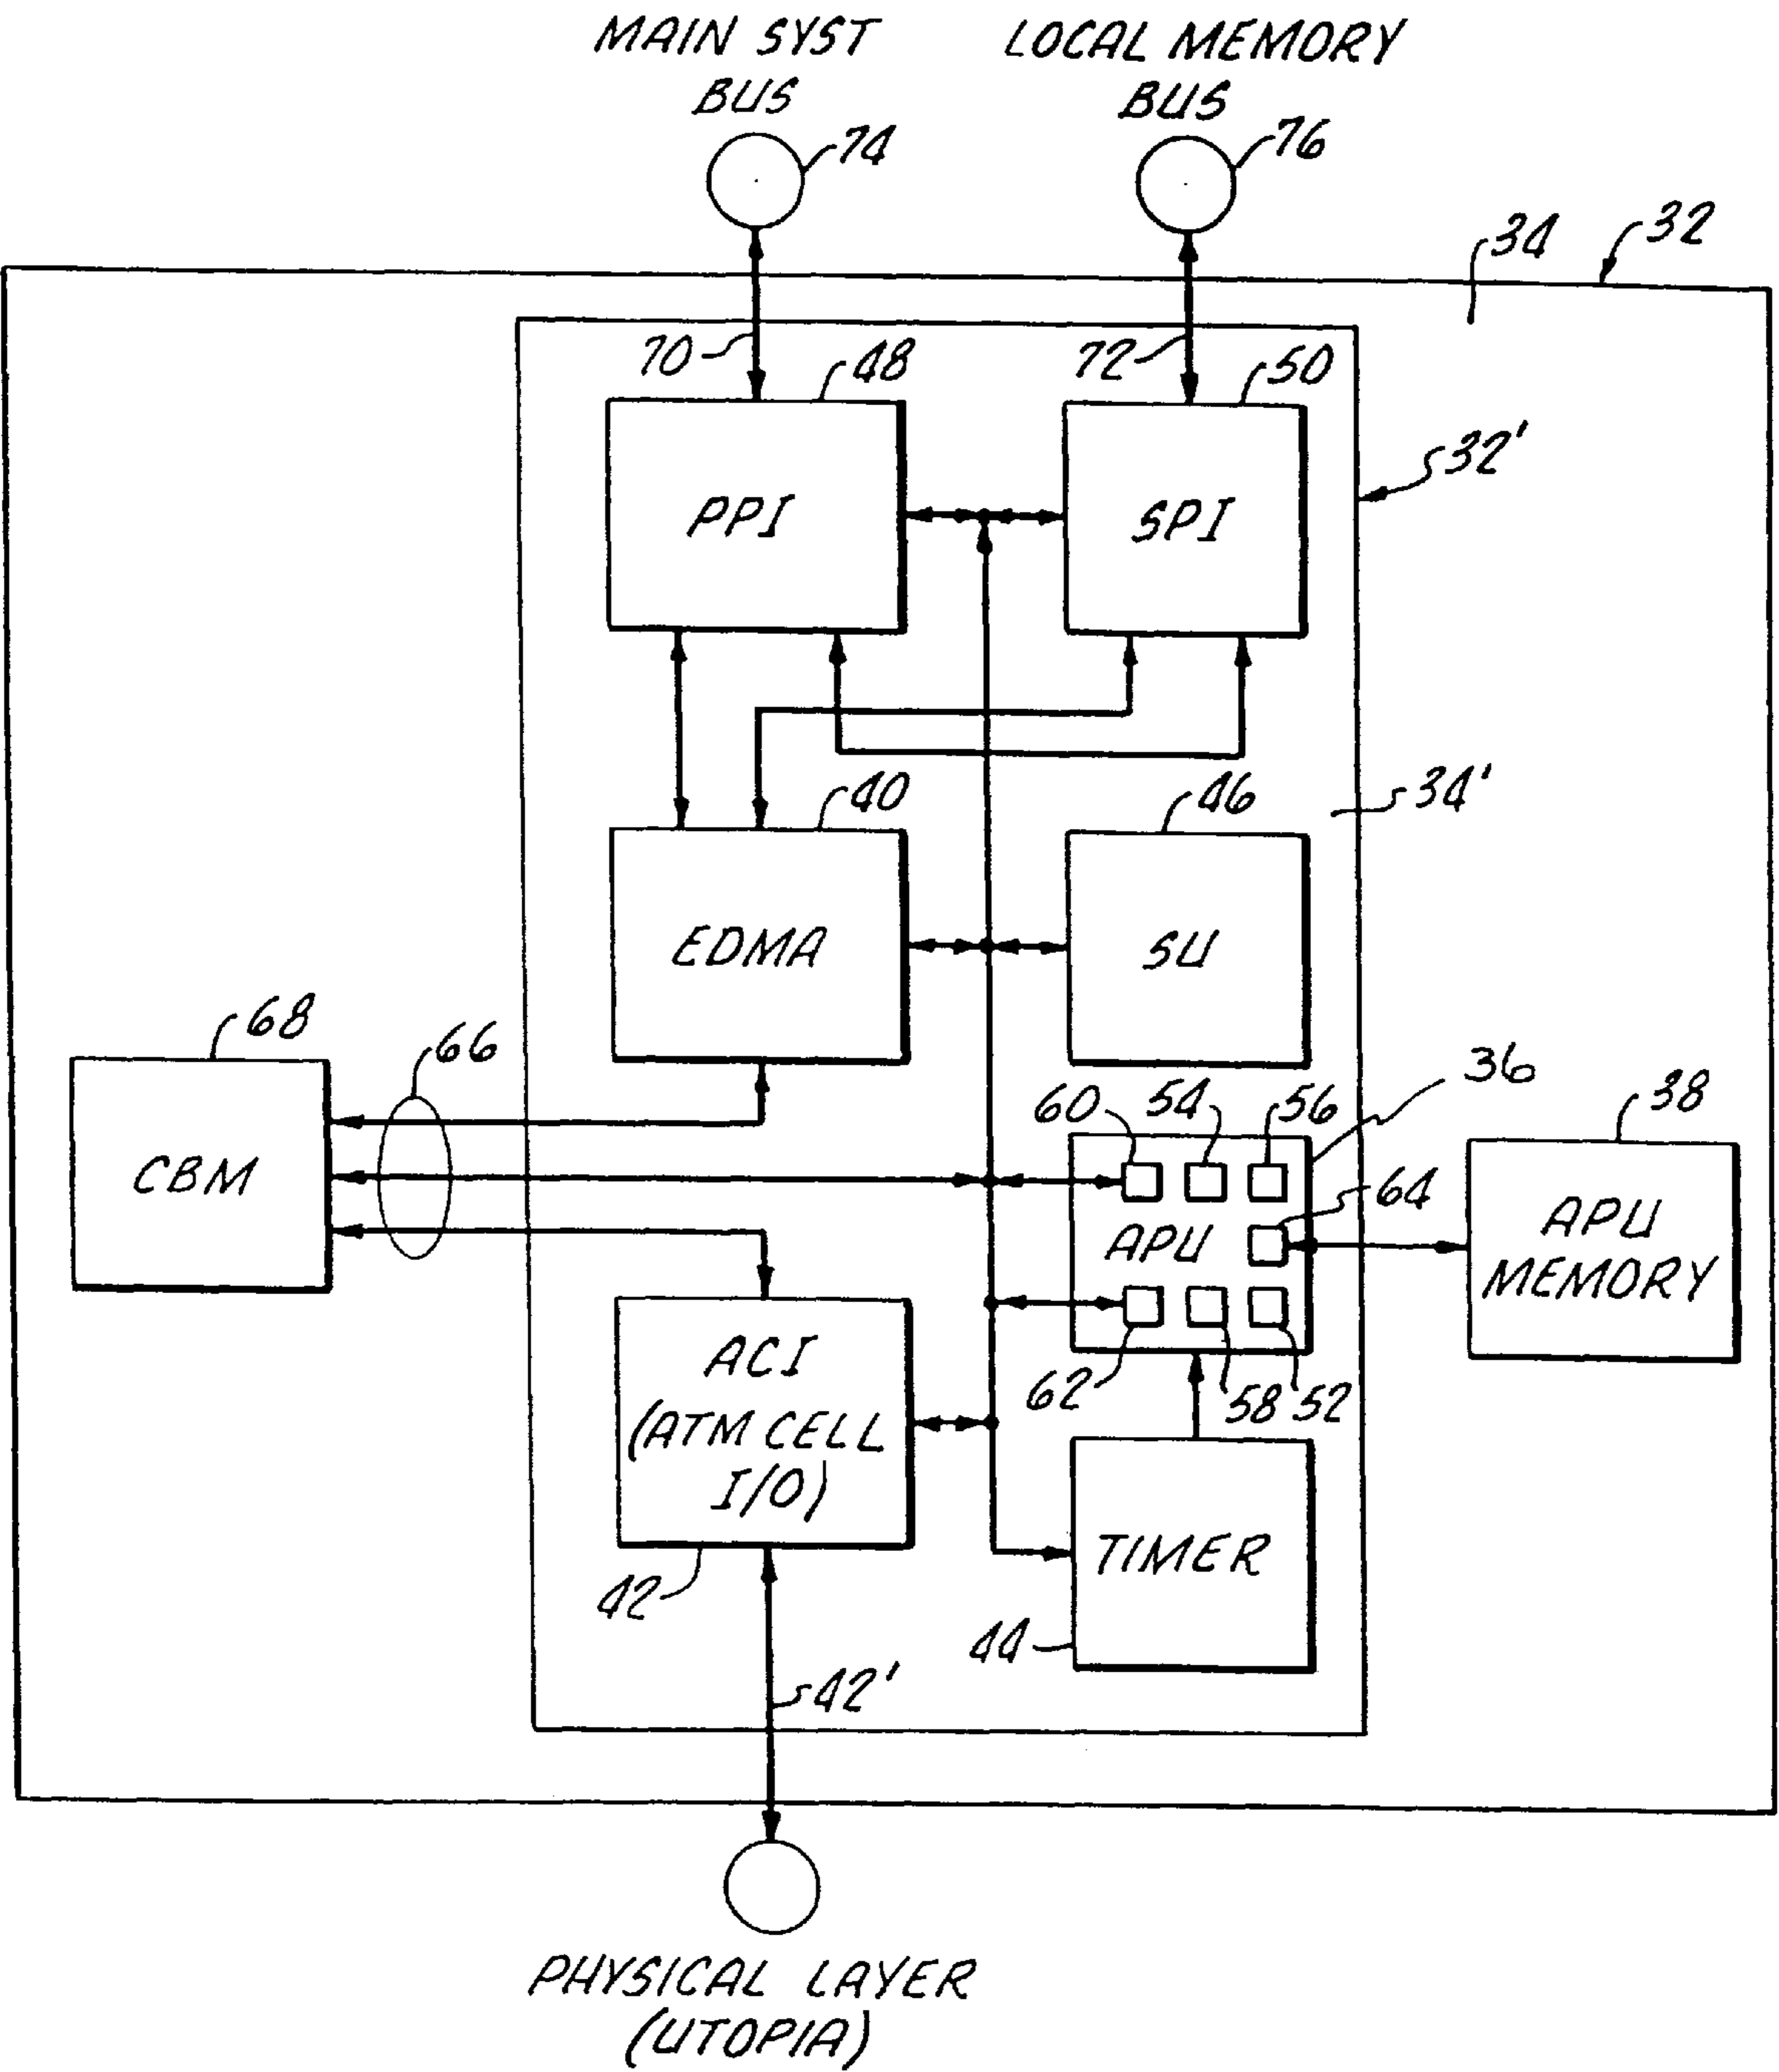 MAIN SYST
BUS
LOCAL MEMORY
BUS
74
76
34
32
70
48
72
50
32'
PPI
SPI
40
46
34'
EDMA
SU
68
66
36
60
54
56
38
CBM
64
APU
APU
MEMORY
62
58
52
ACI
(ATM CELL
I/O)
TIMER
42
44
42'
PHYSICAL LAYER
(UTOPIA)